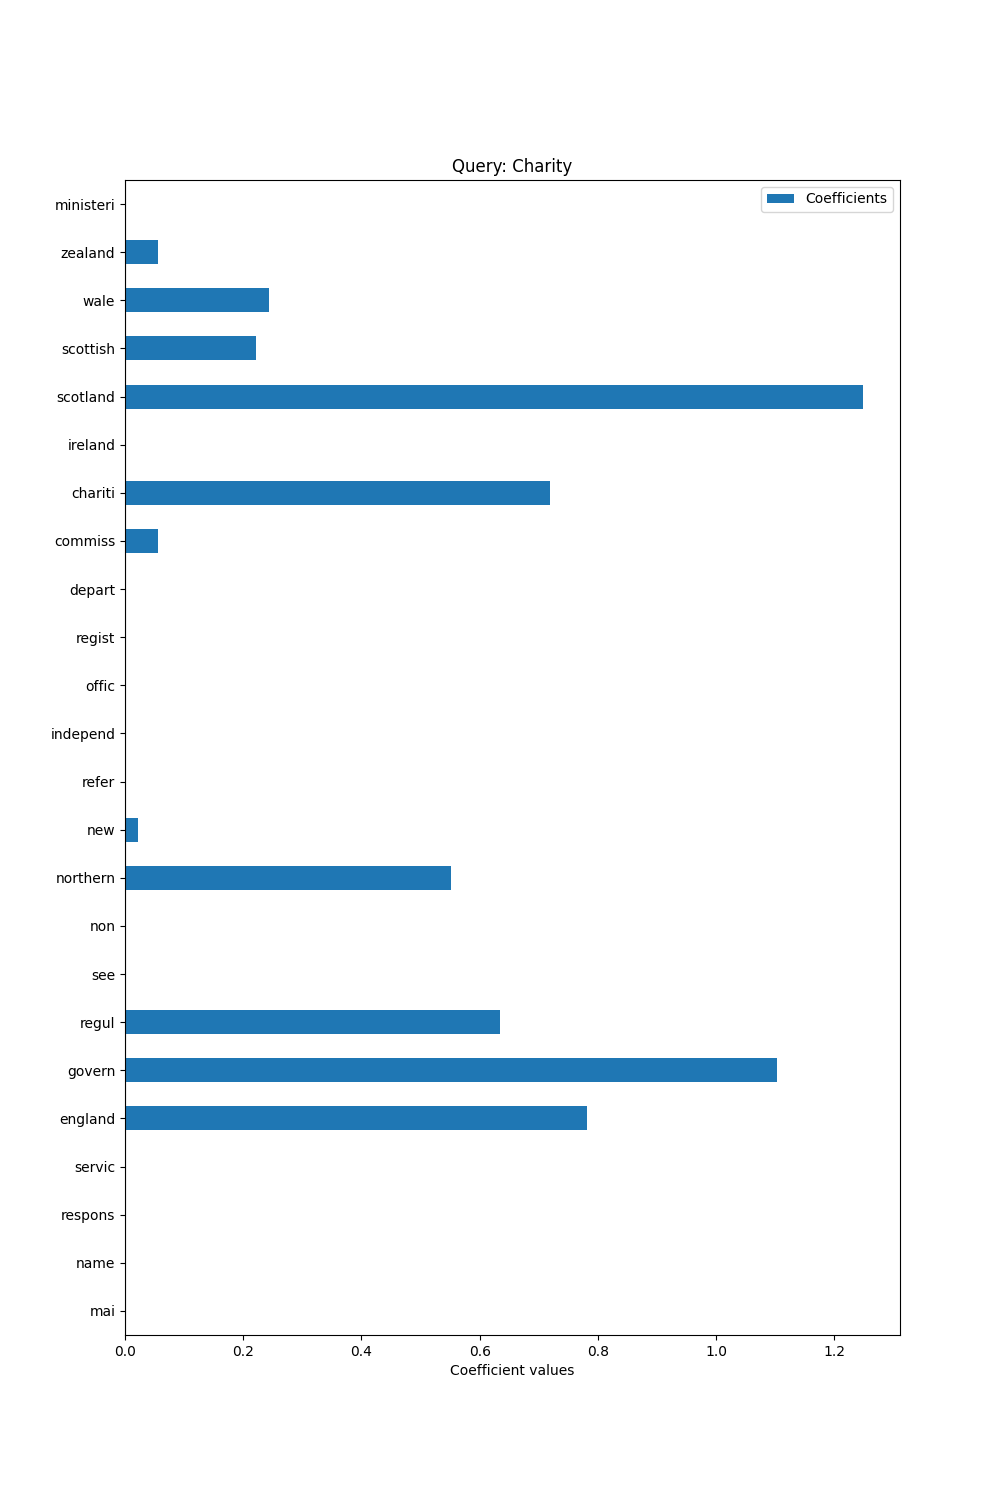 Query: Charity
Coefficients
ministeri
zealand
wale
scottish
scotland
ireland
chariti
commiss
depart
regist
offic
independ
refer
new
northern
non
see
regul
govern
england
servic
respons
name
mai
0.0 0.2 0.4 0.6 0.8 1.0 1.2
Coefficient values